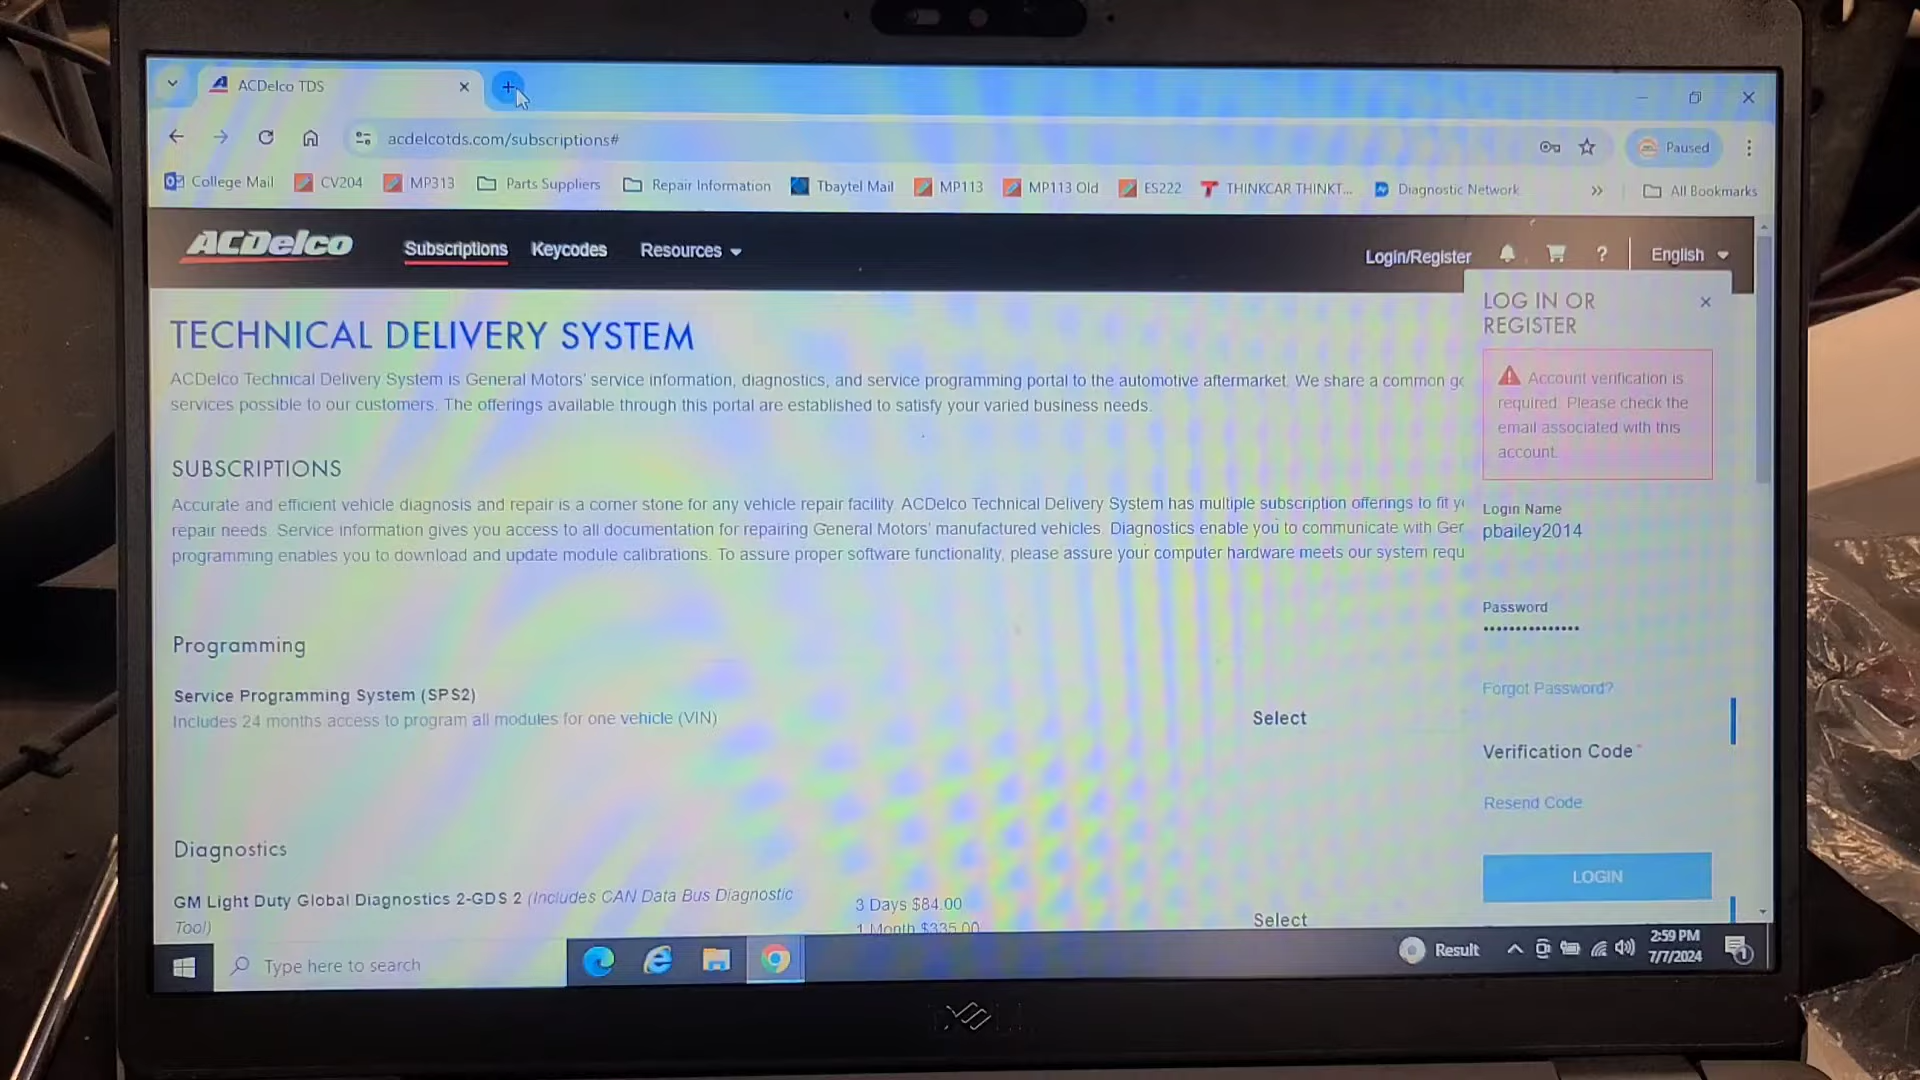 ACDelco TDS
acdelcotds.com/subscriptions#
Paused
College Mail CV204 MP313 Parts Suppliers Repair Information Tbaytel Mail MP113 MP113 Old ES222 THINKCAR THINKT... Diagnostic Network » All Bookmarks
ACDelco Subscriptions Keycodes Resources Login/Register ? English
TECHNICAL DELIVERY SYSTEM
ACDelco Technical Delivery System is General Motors' service information, diagnostics, and service programming portal to the automotive aftermarket. We share a common go
services possible to our customers. The offerings available through this portal are established to satisfy your varied business needs.
SUBSCRIPTIONS
Accurate and efficient vehicle diagnosis and repair is a corner stone for any vehicle repair facility. ACDelco Technical Delivery System has multiple subscription offerings to fit yo
repair needs. Service information gives you access to all documentation for repairing General Motors' manufactured vehicles. Diagnostics enable you to communicate with Ger
programming enables you to download and update module calibrations. To assure proper software functionality, please assure your computer hardware meets our system requ
Programming
Service Programming System (SPS2)
Includes 24 months access to program all modules for one vehicle (VIN)
Select
Diagnostics
GM Light Duty Global Diagnostics 2-GDS 2 (Includes CAN Data Bus Diagnostic
Tool)
3 Days $84.00
1 Month $335.00
Select
LOG IN OR
REGISTER
Account verification is
required. Please check the
email associated with this
account.
Login Name
pbailey2014
Password
•••••••••••••••
Forgot Password?
Verification Code *
Resend Code
LOGIN
Type here to search
Result
2:59 PM
7/7/2024
1
DELL